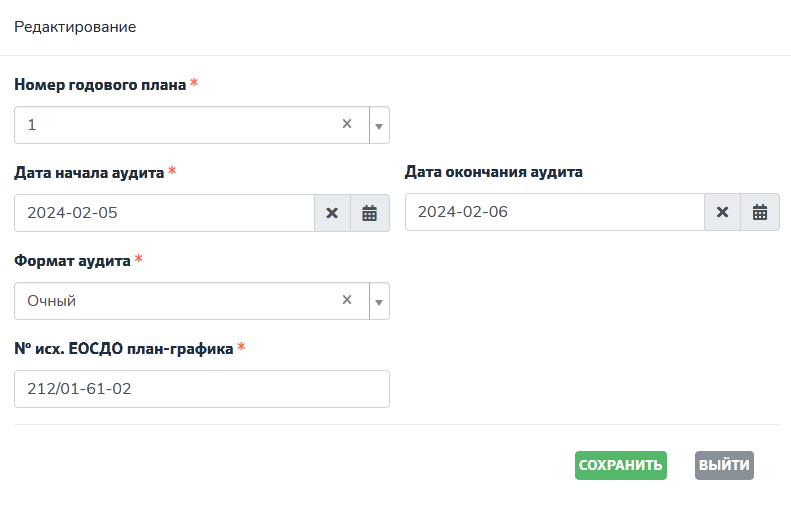 Редактирование
Номер годового плана *
1
Дата начала аудита *
Дата окончания аудита
2024-02-05
2024-02-06
Формат аудита *
Очный
№ исх. ЕОСДО план-графика *
212/01-61-02
СОХРАНИТЬ
ВЫЙТИ